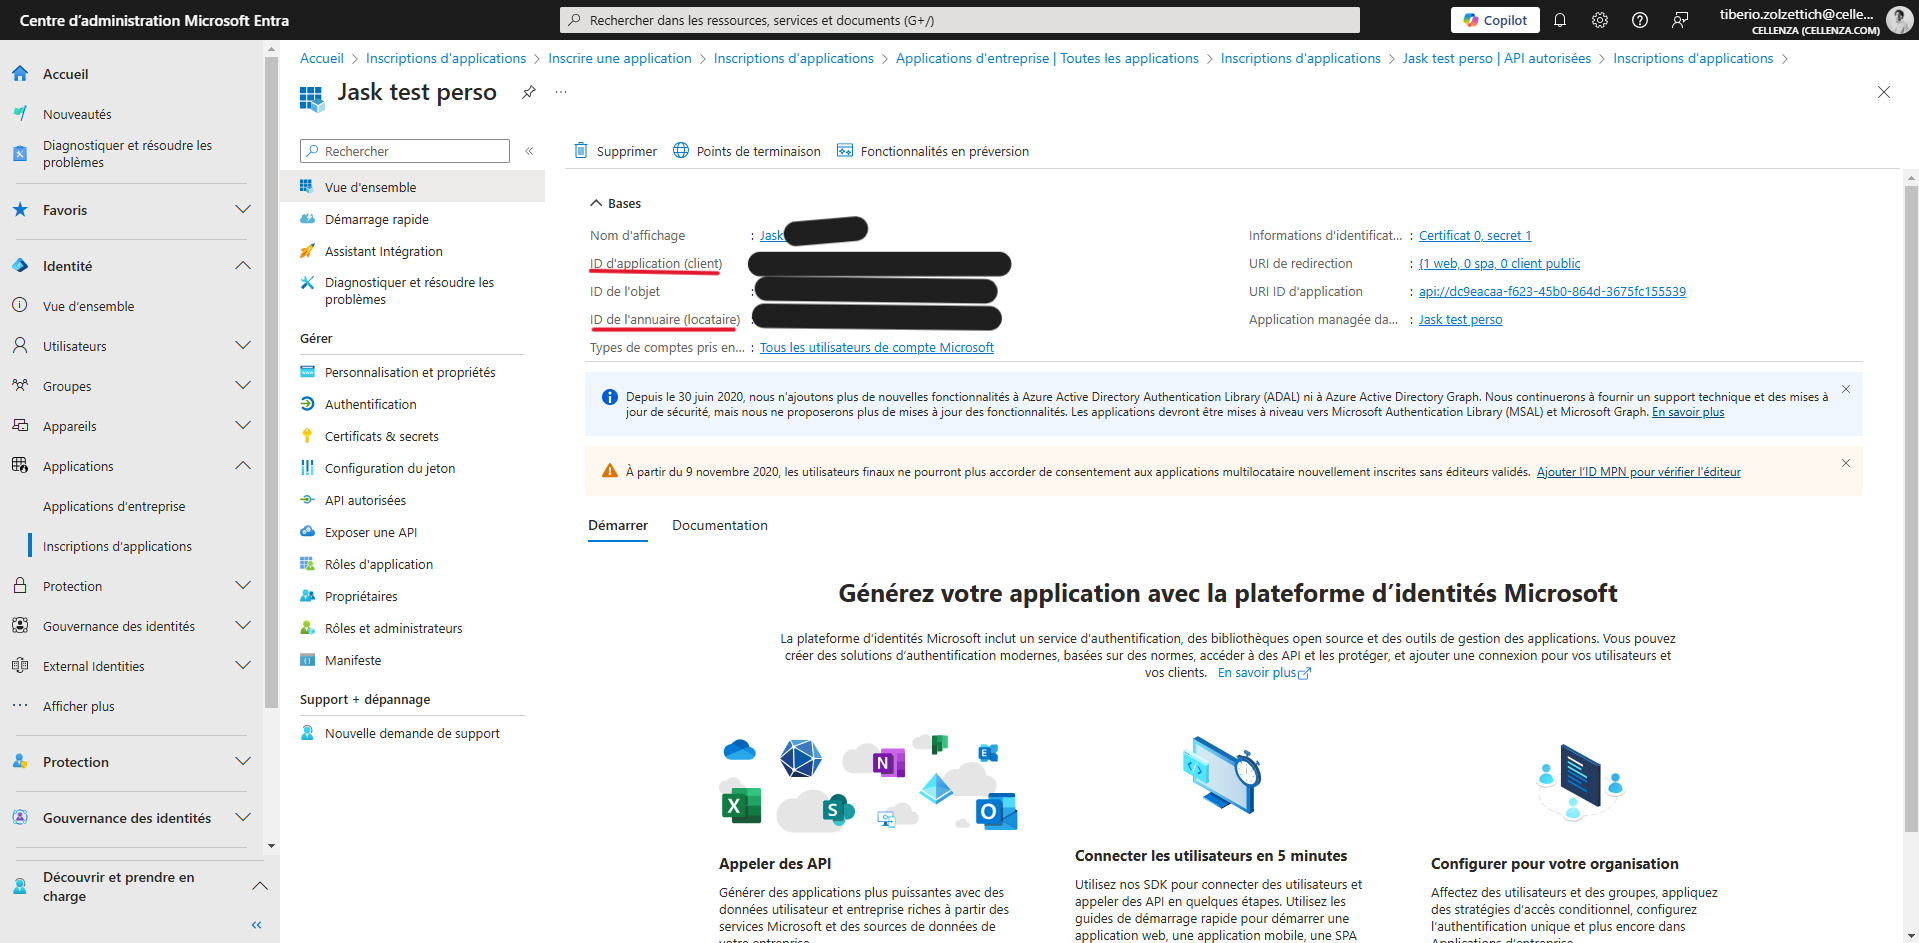 Centre d’administration Microsoft Entra
Rechercher dans les ressources, services et documents (G+/)
Copilot
tiberio.zolzettich@celle...
CELLENZA (CELLENZA.COM)
Accueil
Nouveautés
Diagnostiquer et résoudre les
problèmes
Favoris
Identité
Vue d’ensemble
Utilisateurs
Groupes
Appareils
Applications
Applications d’entreprise
Inscriptions d’applications
Protection
Gouvernance des identités
External Identities
Afficher plus
Protection
Gouvernance des identités
Découvrir et prendre en
charge
Accueil > Inscriptions d'applications > Inscrire une application > Inscriptions d'applications > Applications d'entreprise | Toutes les applications > Inscriptions d'applications > Jask test perso | API autorisées > Inscriptions d'applications >
Jask test perso
Rechercher
Vue d'ensemble
Démarrage rapide
Assistant Intégration
Diagnostiquer et résoudre les
problèmes
Gérer
Personnalisation et propriétés
Authentification
Certificats & secrets
Configuration du jeton
API autorisées
Exposer une API
Rôles d'application
Propriétaires
Rôles et administrateurs
Manifeste
Support + dépannage
Nouvelle demande de support
Supprimer
Points de terminaison
Fonctionnalités en préversion
Bases
Nom d'affichage : Jask
ID d'application (client)
ID de l'objet :
ID de l'annuaire (locataire) :
Types de comptes pris en... : Tous les utilisateurs de compte Microsoft
Informations d'identificat... : Certificat 0, secret 1
URI de redirection : {1 web, 0 spa, 0 client public
URI ID d'application : api://dc9eacaa-f623-45b0-864d-3675fc155539
Application managée da... : Jask test perso
Depuis le 30 juin 2020, nous n'ajoutons plus de nouvelles fonctionnalités à Azure Active Directory Authentication Library (ADAL) ni à Azure Active Directory Graph. Nous continuerons à fournir un support technique et des mises à
jour de sécurité, mais nous ne proposerons plus de mises à jour des fonctionnalités. Les applications devront être mises à niveau vers Microsoft Authentication Library (MSAL) et Microsoft Graph. En savoir plus
À partir du 9 novembre 2020, les utilisateurs finaux ne pourront plus accorder de consentement aux applications multilocataire nouvellement inscrites sans éditeurs validés. Ajouter l’ID MPN pour vérifier l'éditeur
Démarrer
Documentation
Générez votre application avec la plateforme d’identités Microsoft
La plateforme d’identités Microsoft inclut un service d’authentification, des bibliothèques open source et des outils de gestion des applications. Vous pouvez
créer des solutions d’authentification modernes, basées sur des normes, accéder à des API et les protéger, et ajouter une connexion pour vos utilisateurs et
vos clients. En savoir plus
N
E
X
S
O
Appeler des API
Générer des applications plus puissantes avec des
données utilisateur et entreprise riches à partir des
services Microsoft et des sources de données de
votre entreprise.
Connecter les utilisateurs en 5 minutes
Utilisez nos SDK pour connecter des utilisateurs et
appeler des API en quelques étapes. Utilisez les
guides de démarrage rapide pour démarrer une
application web, une application mobile, une SPA
Configurer pour votre organisation
Affectez des utilisateurs et des groupes, appliquez
des stratégies d'accès conditionnel, configurez
l’authentification unique et plus encore dans
Applications d’entreprise.